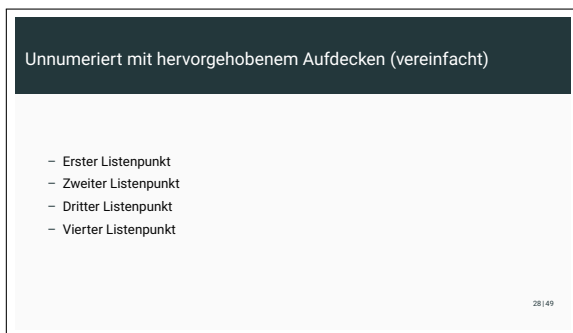 Unnumeriert mit hervorgehobenem Aufdecken (vereinfacht)
– Erster Listenpunkt
– Zweiter Listenpunkt
– Dritter Listenpunkt
– Vierter Listenpunkt
28|49